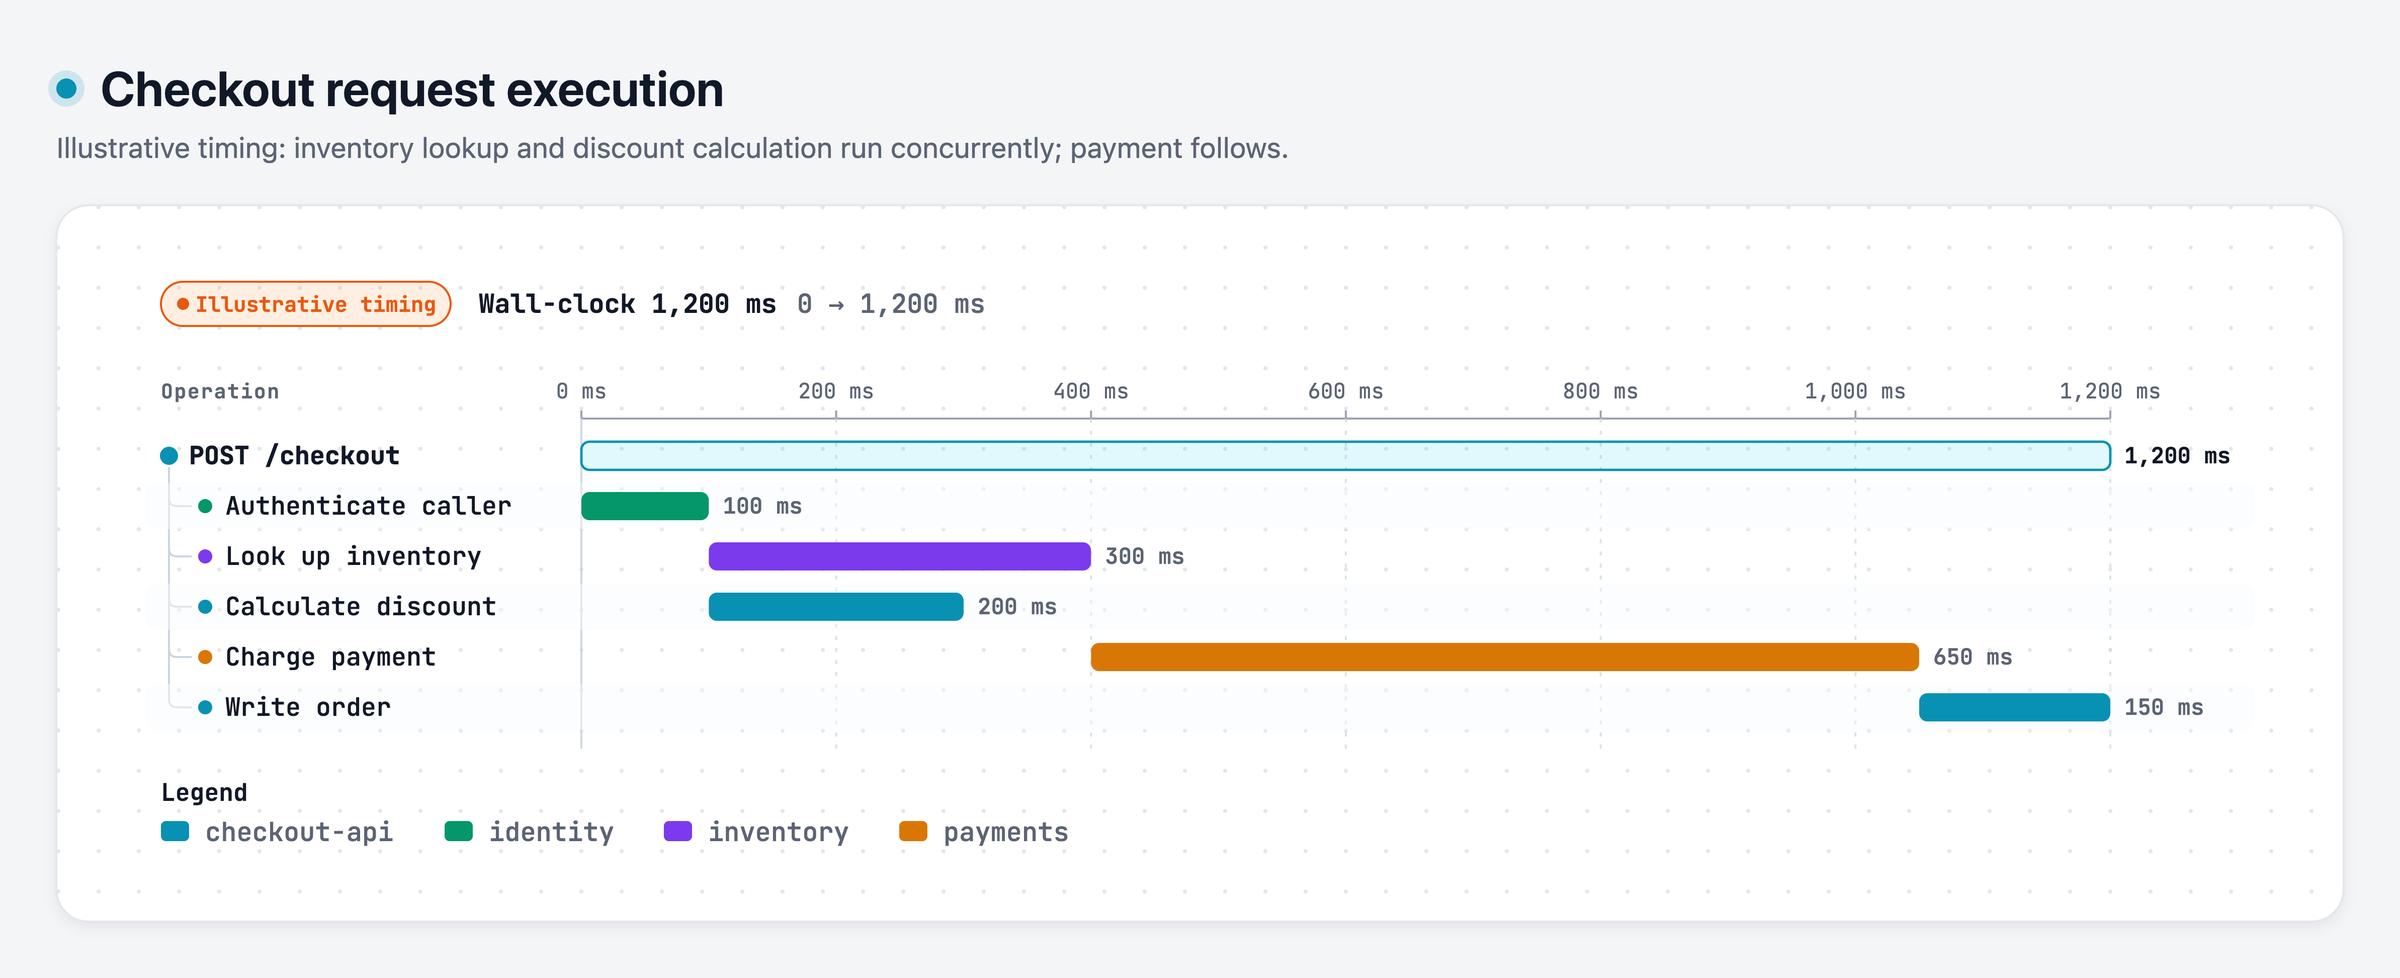 Checkout request execution
Illustrative timing: inventory lookup and discount calculation run concurrently; payment follows.
Illustrative timing Wall-clock 1,200 ms 0 → 1,200 ms
Operation 0 ms 200 ms 400 ms 600 ms 800 ms 1,000 ms 1,200 ms
POST /checkout 1,200 ms
Authenticate caller 100 ms
Look up inventory 300 ms
Calculate discount 200 ms
Charge payment 650 ms
Write order 150 ms
Legend
checkout-api identity inventory payments